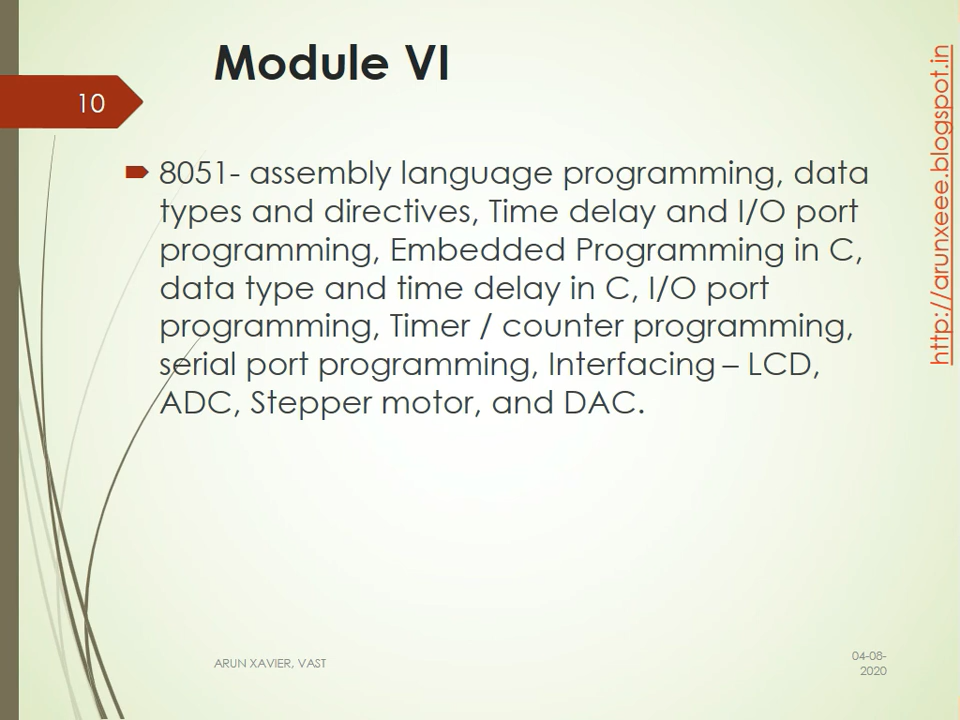 Module VI
10
8051- assembly language programming, data
types and directives, Time delay and I/O port
programming, Embedded Programming in C,
data type and time delay in C, I/O port
programming, Timer / counter programming,
serial port programming, Interfacing – LCD,
ADC, Stepper motor, and DAC.
http://arunxeee.blogspot.in
ARUN XAVIER, VAST
04-08-
2020